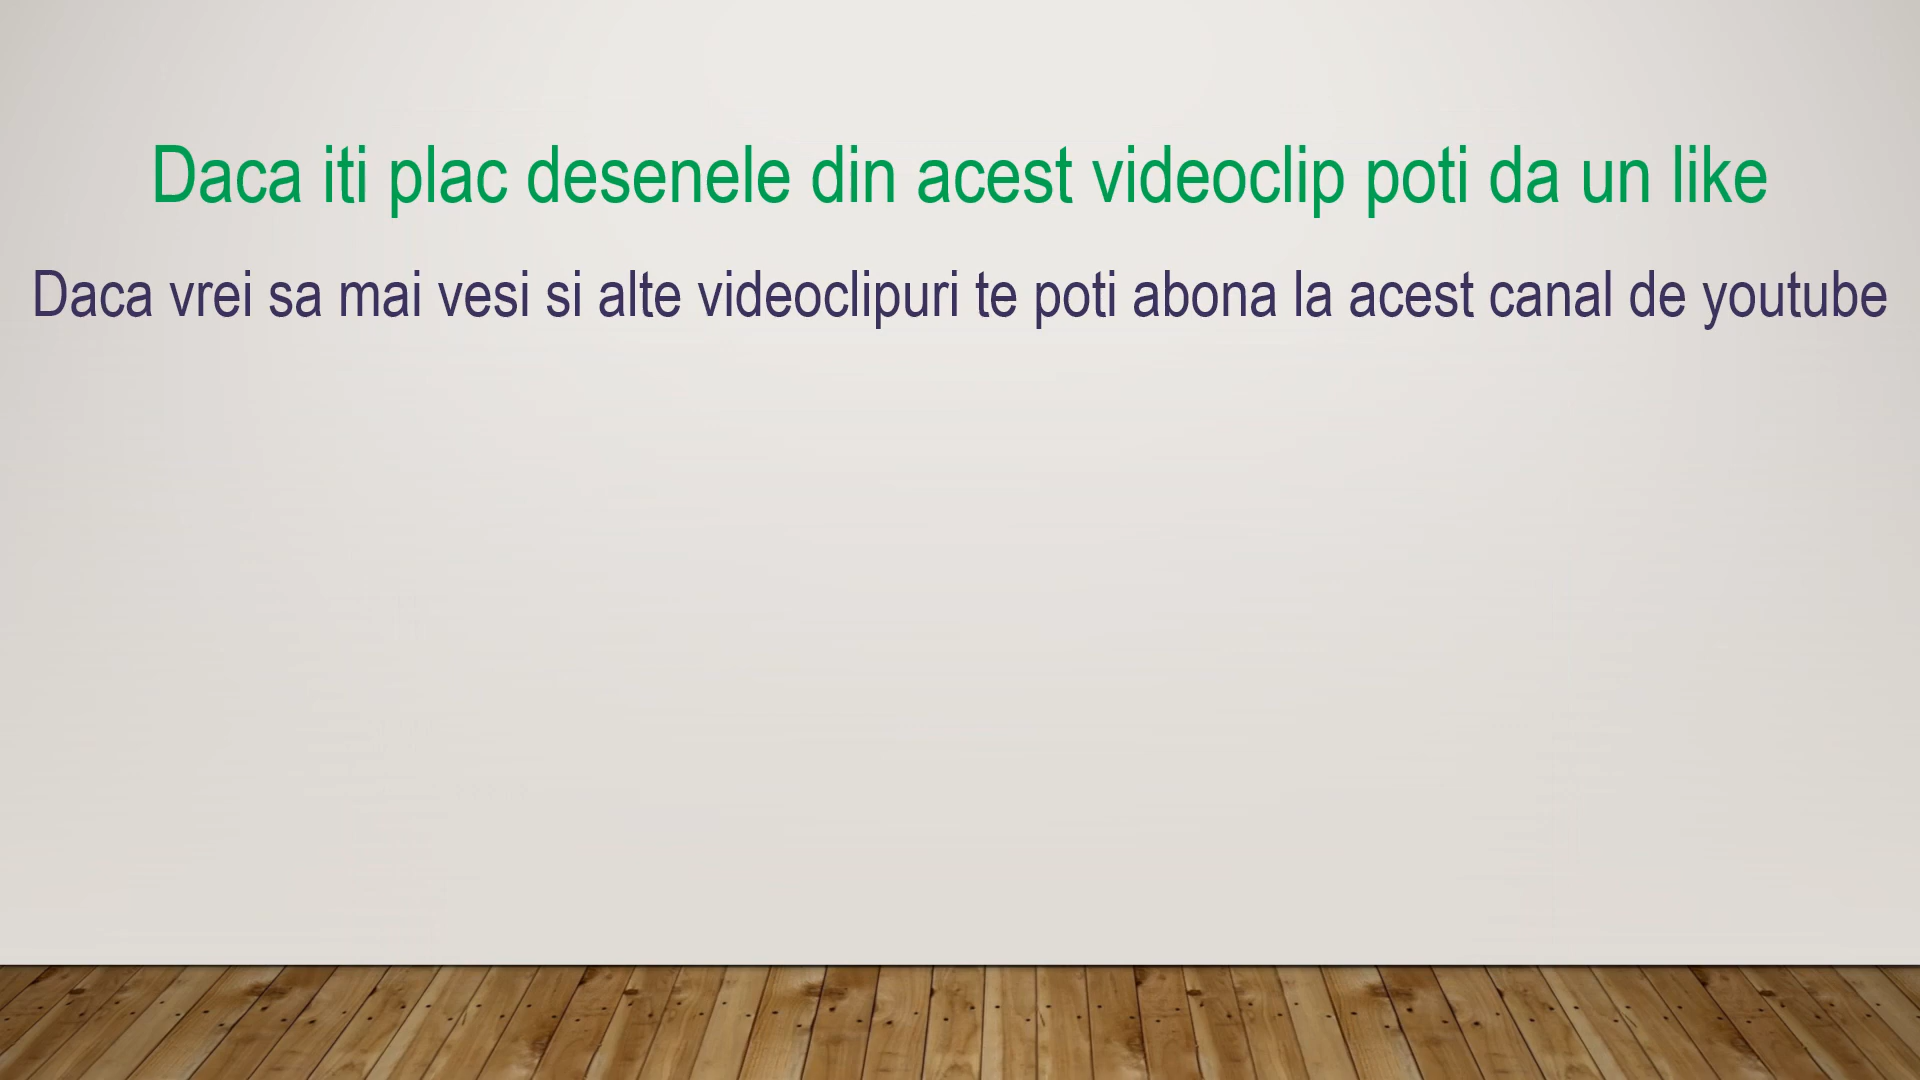 Daca iti plac desenele din acest videoclip poti da un like
Daca vrei sa mai vesi si alte videoclipuri te poti abona la acest canal de youtube